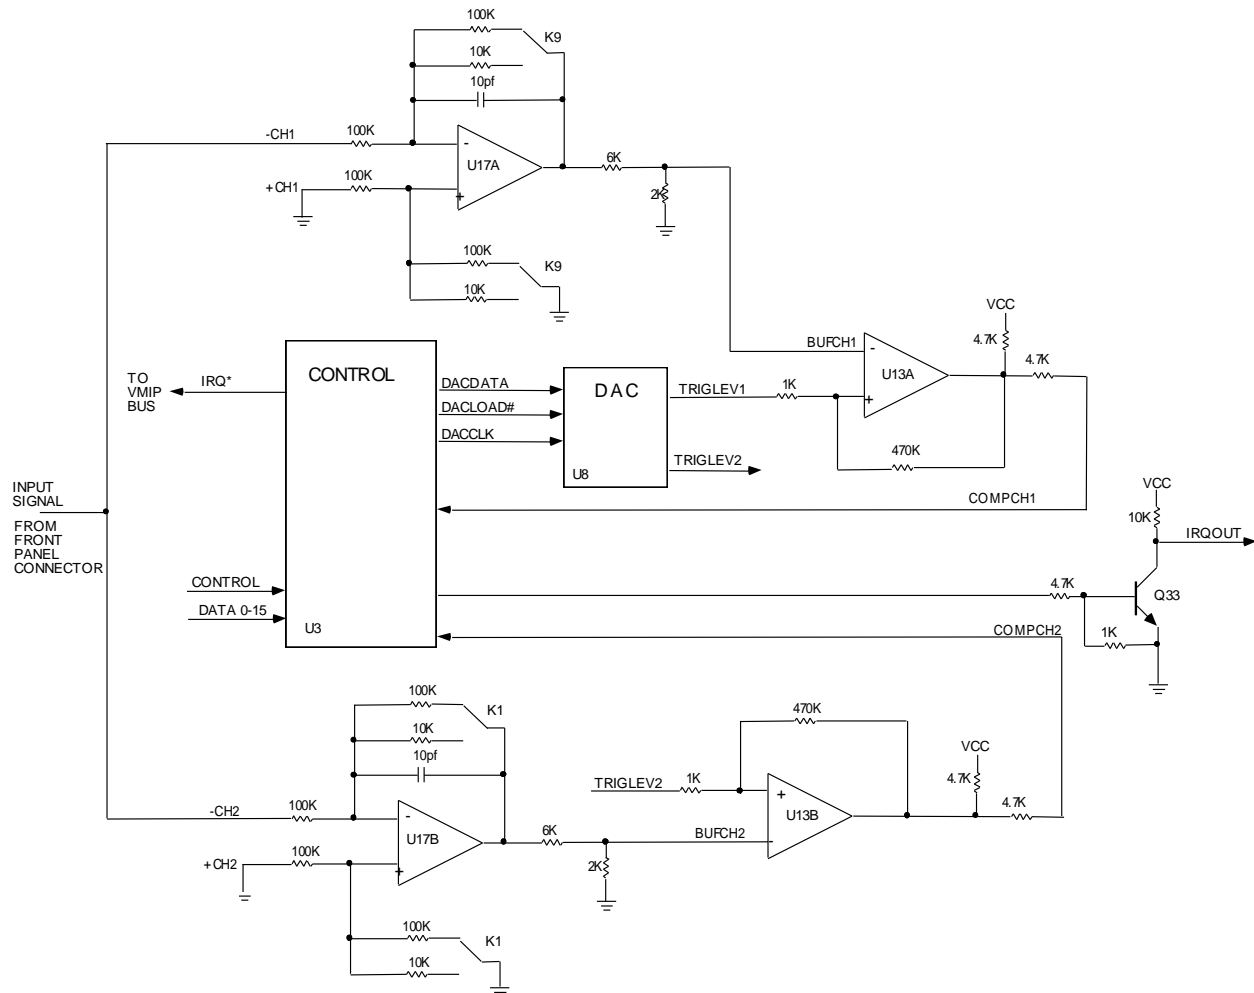 100K
K9
10K
10pf
-CH1
100K
-
U17A
6K
+CH1
100K
+
2K
100K
K9
10K
VCC
BUFCH1
-
4.7K
4.7K
U13A
CONTROL
TO
VMIP
BUS
IRQ*
DACDATA
DAC
TRIGLEV1
1K
+
DACLOAD#
DACCLK
470K
U8
TRIGLEV2
INPUT
SIGNAL
FROM
FRONT
PANEL
CONNECTOR
COMPCH1
VCC
10K
IRQOUT
CONTROL
DATA 0-15
U3
4.7K
Q33
COMPCH2
1K
100K
K1
10K
10pf
470K
VCC
TRIGLEV2
1K
+
4.7K
4.7K
-CH2
100K
-
U17B
U13B
6K
BUFCH2
-
+CH2
100K
+
2K
100K
K1
10K